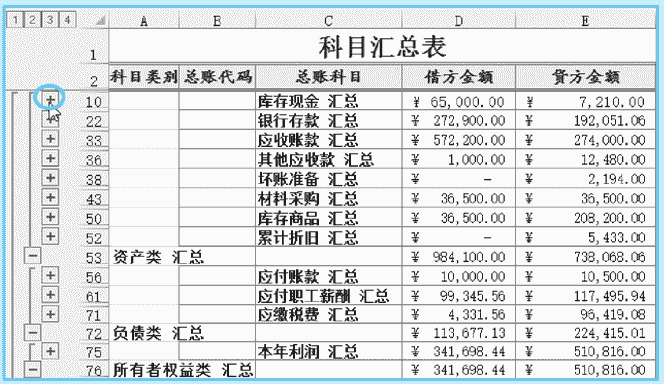 1 2 3 4 A B C D E
1 科目汇总表
2 科目类别 总账代码 总账科目 借方金额 贷方金额
10 库存现金 汇总 ¥ 65,000.00 ¥ 7,210.00
22 银行存款 汇总 ¥ 272,900.00 ¥ 192,051.06
33 应收账款 汇总 ¥ 572,200.00 ¥ 274,000.00
36 其他应收款 汇总 ¥ 1,000.00 ¥ 12,480.00
38 坏账准备 汇总 ¥ - ¥ 2,194.00
43 材料采购 汇总 ¥ 36,500.00 ¥ 36,500.00
50 库存商品 汇总 ¥ 36,500.00 ¥ 208,200.00
52 累计折旧 汇总 ¥ - ¥ 5,433.00
53 资产类 汇总 ¥ 984,100.00 ¥ 738,068.06
56 应付账款 汇总 ¥ 10,000.00 ¥ 10,500.00
61 应付职工薪酬 汇总 ¥ 99,345.56 ¥ 117,495.94
71 应缴税费 汇总 ¥ 4,331.56 ¥ 96,419.08
72 负债类 汇总 ¥ 113,677.13 ¥ 224,415.01
75 本年利润 汇总 ¥ 341,698.44 ¥ 510,816.00
76 所有者权益类 汇总 ¥ 341,698.44 ¥ 510,816.00